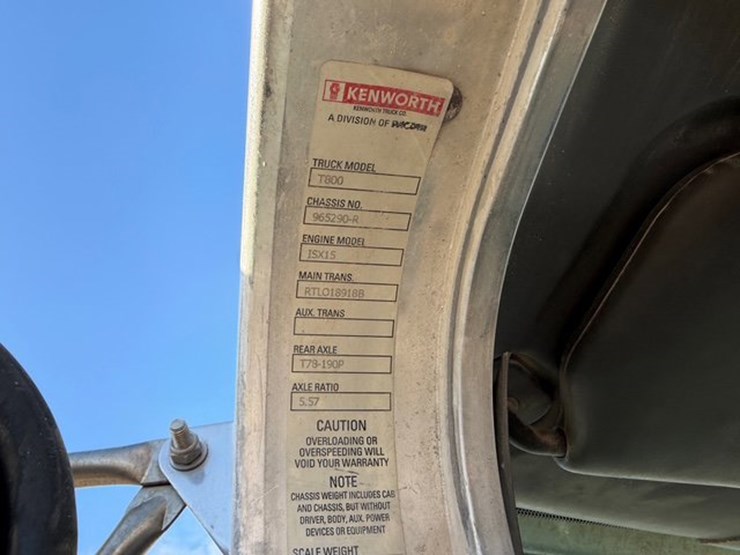 KENWORTH
KENWORTH TRUCK CO.
A DIVISION OF PACCAR
TRUCK MODEL
T800
CHASSIS NO.
965290-R
ENGINE MODEL
ISX15
MAIN TRANS.
RTLO18918B
AUX. TRANS
REAR AXLE
T78-190P
AXLE RATIO
5.57
CAUTION
OVERLOADING OR
OVERSPEEDING WILL
VOID YOUR WARRANTY
NOTE
CHASSIS WEIGHT INCLUDES CAB
AND CHASSIS, BUT WITHOUT
DRIVER, BODY, AUX. POWER
DEVICES OR EQUIPMENT
SCALE WEIGHT